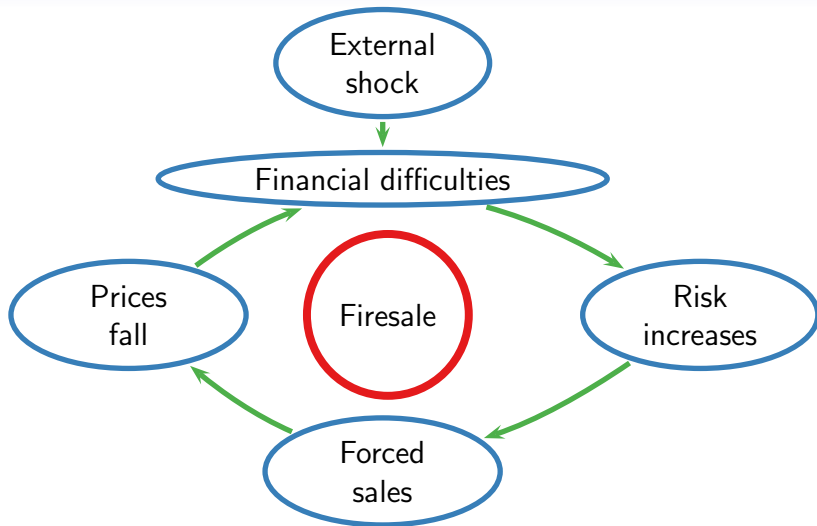 External
shock
Financial difficulties
Prices
fall
Firesale
Risk
increases
Forced
sales